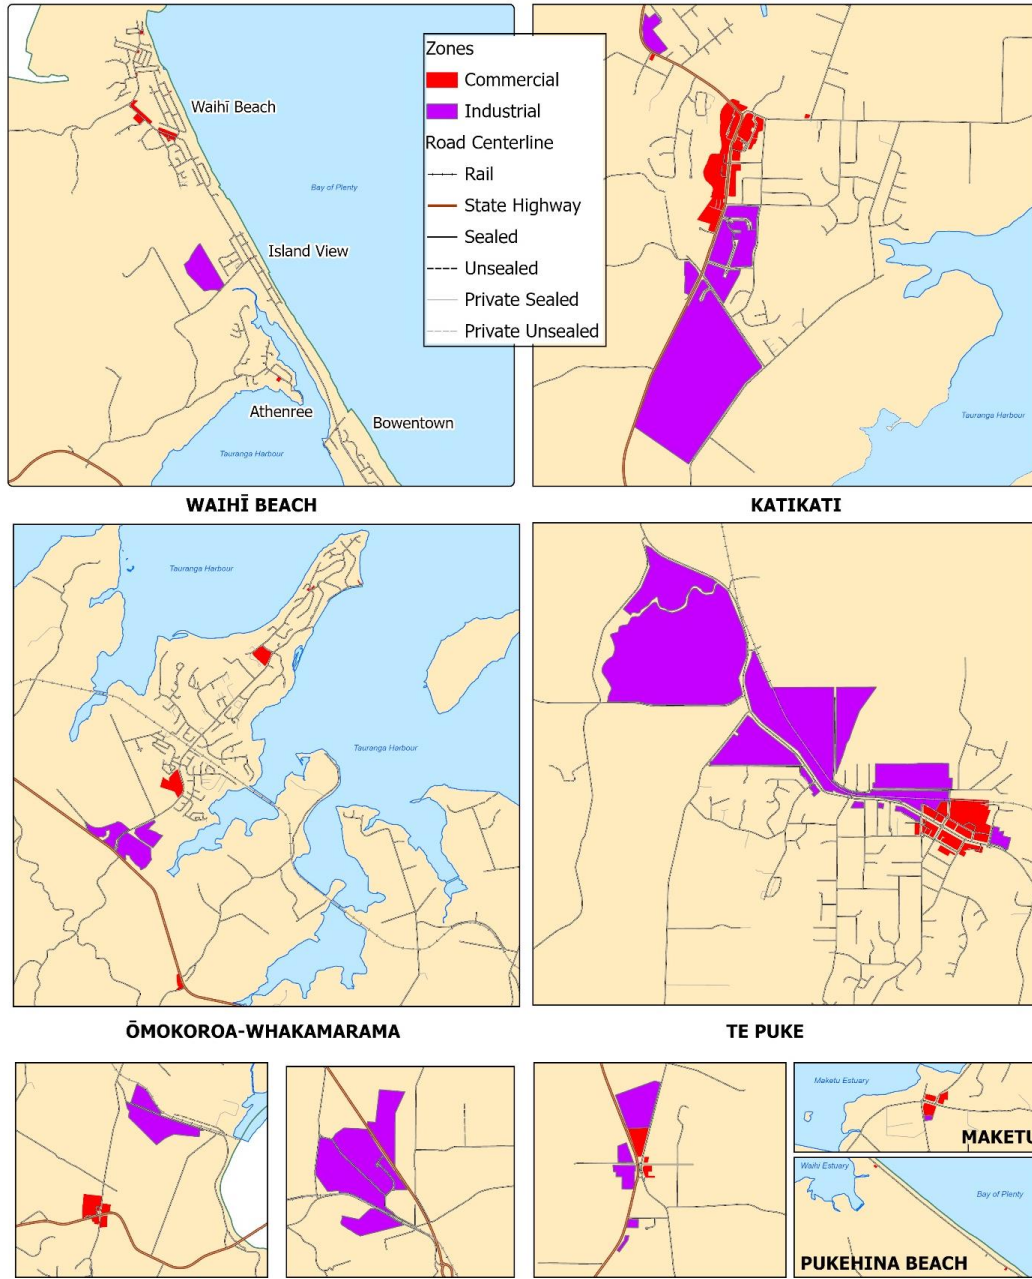 Zones
Commercial
Industrial
Road Centerline
Rail
State Highway
Sealed
Unsealed
Private Sealed
Private Unsealed
Waihī Beach
Bay of Plenty
Island View
Athenree
Bowentown
Tauranga Harbour
WAIHĪ BEACH
Tauranga Harbour
KATIKATI
Tauranga Harbour
Tauranga Harbour
ŌMOKOROA-WHAKAMARAMA
TE PUKE
Maketu Estuary
MAKETU
Waihi Estuary
Bay of Plenty
PUKEHINA BEACH